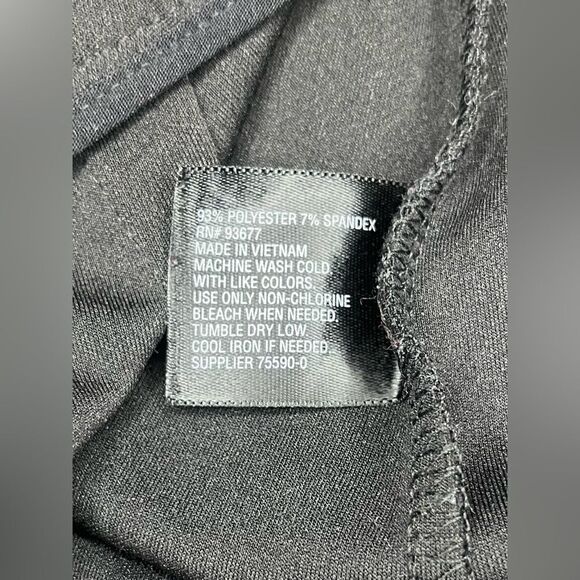 93% POLYESTER 7% SPANDEX
RN# 93677
MADE IN VIETNAM
MACHINE WASH COLD.
WITH LIKE COLORS.
USE ONLY NON-CHLORINE
BLEACH WHEN NEEDED.
TUMBLE DRY LOW.
COOL IRON IF NEEDED.
SUPPLIER 75590-0